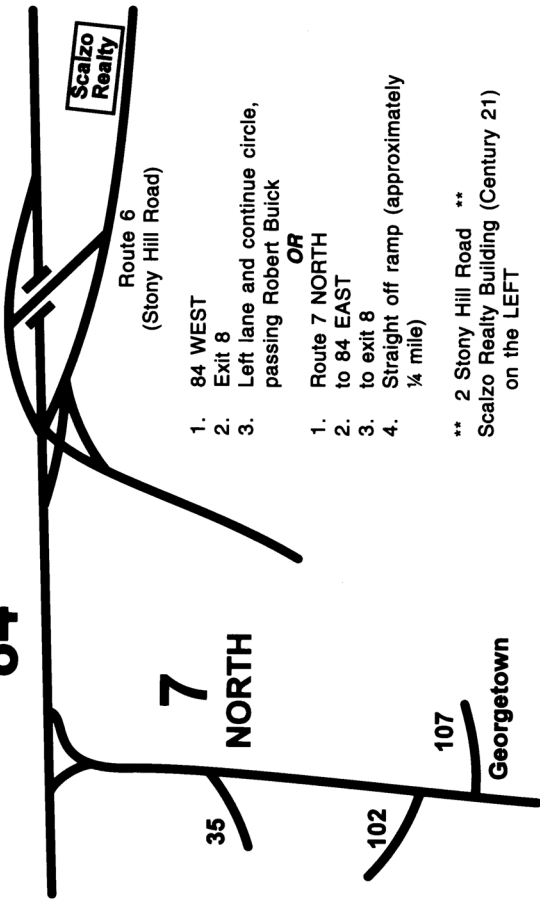 84
Scalzo
Realty
Route 6
(Stony Hill Road)
1. 84 WEST
2. Exit 8
3. Left lane and continue circle,
passing Robert Buick
OR
1. Route 7 NORTH
2. to 84 EAST
3. to exit 8
4. Straight off ramp (approximately
¼ mile)
** 2 Stony Hill Road **
Scalzo Realty Building (Century 21)
on the LEFT
7
NORTH
35
102
107
Georgetown